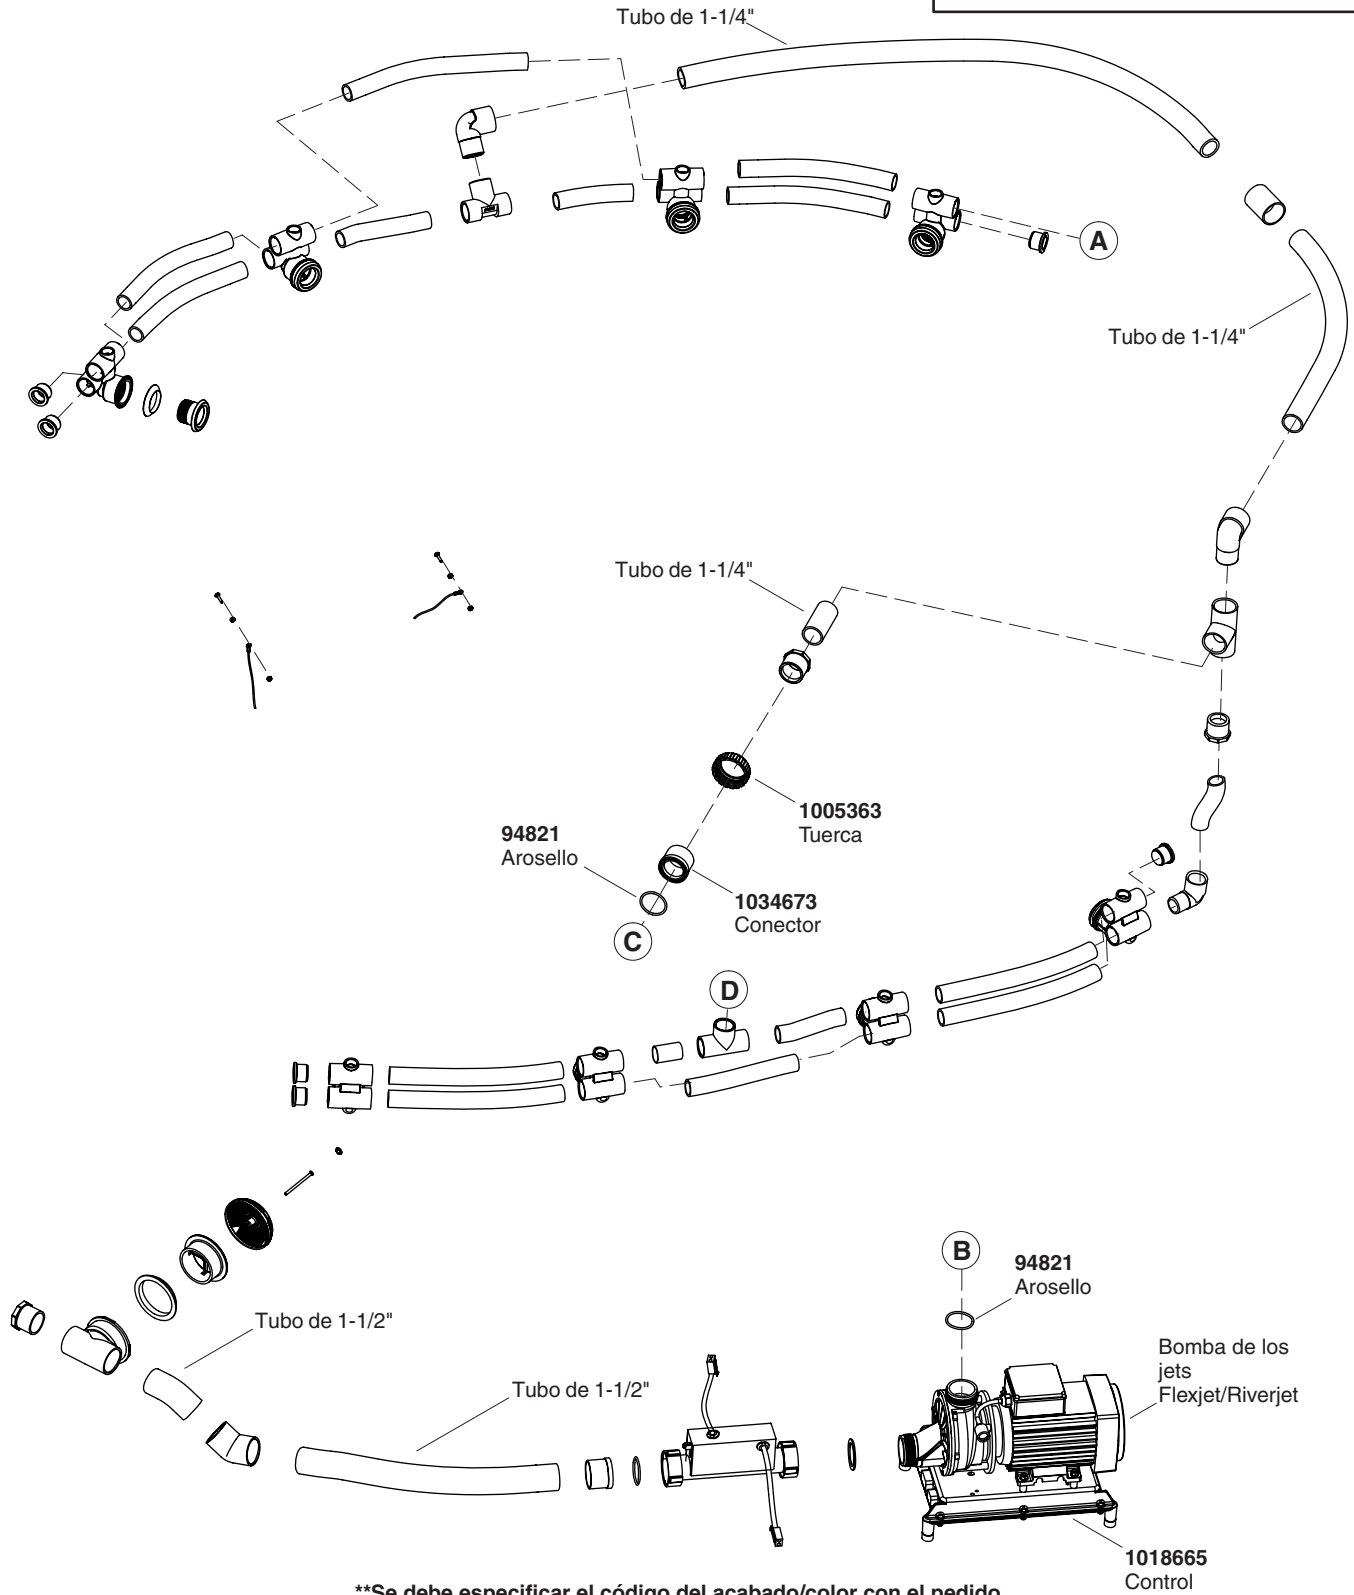 Tubo de 1-1/4"
A
Tubo de 1-1/4"
Tubo de 1-1/4"
1005363
Tuerca
94821
Arosello
1034673
Conector
C
D
B
94821
Arosello
Tubo de 1-1/2"
Bomba de los
jets
Flexjet/Riverjet
Tubo de 1-1/2"
1018665
Control
**Se debe especificar el código del acabado/color con el pedido.